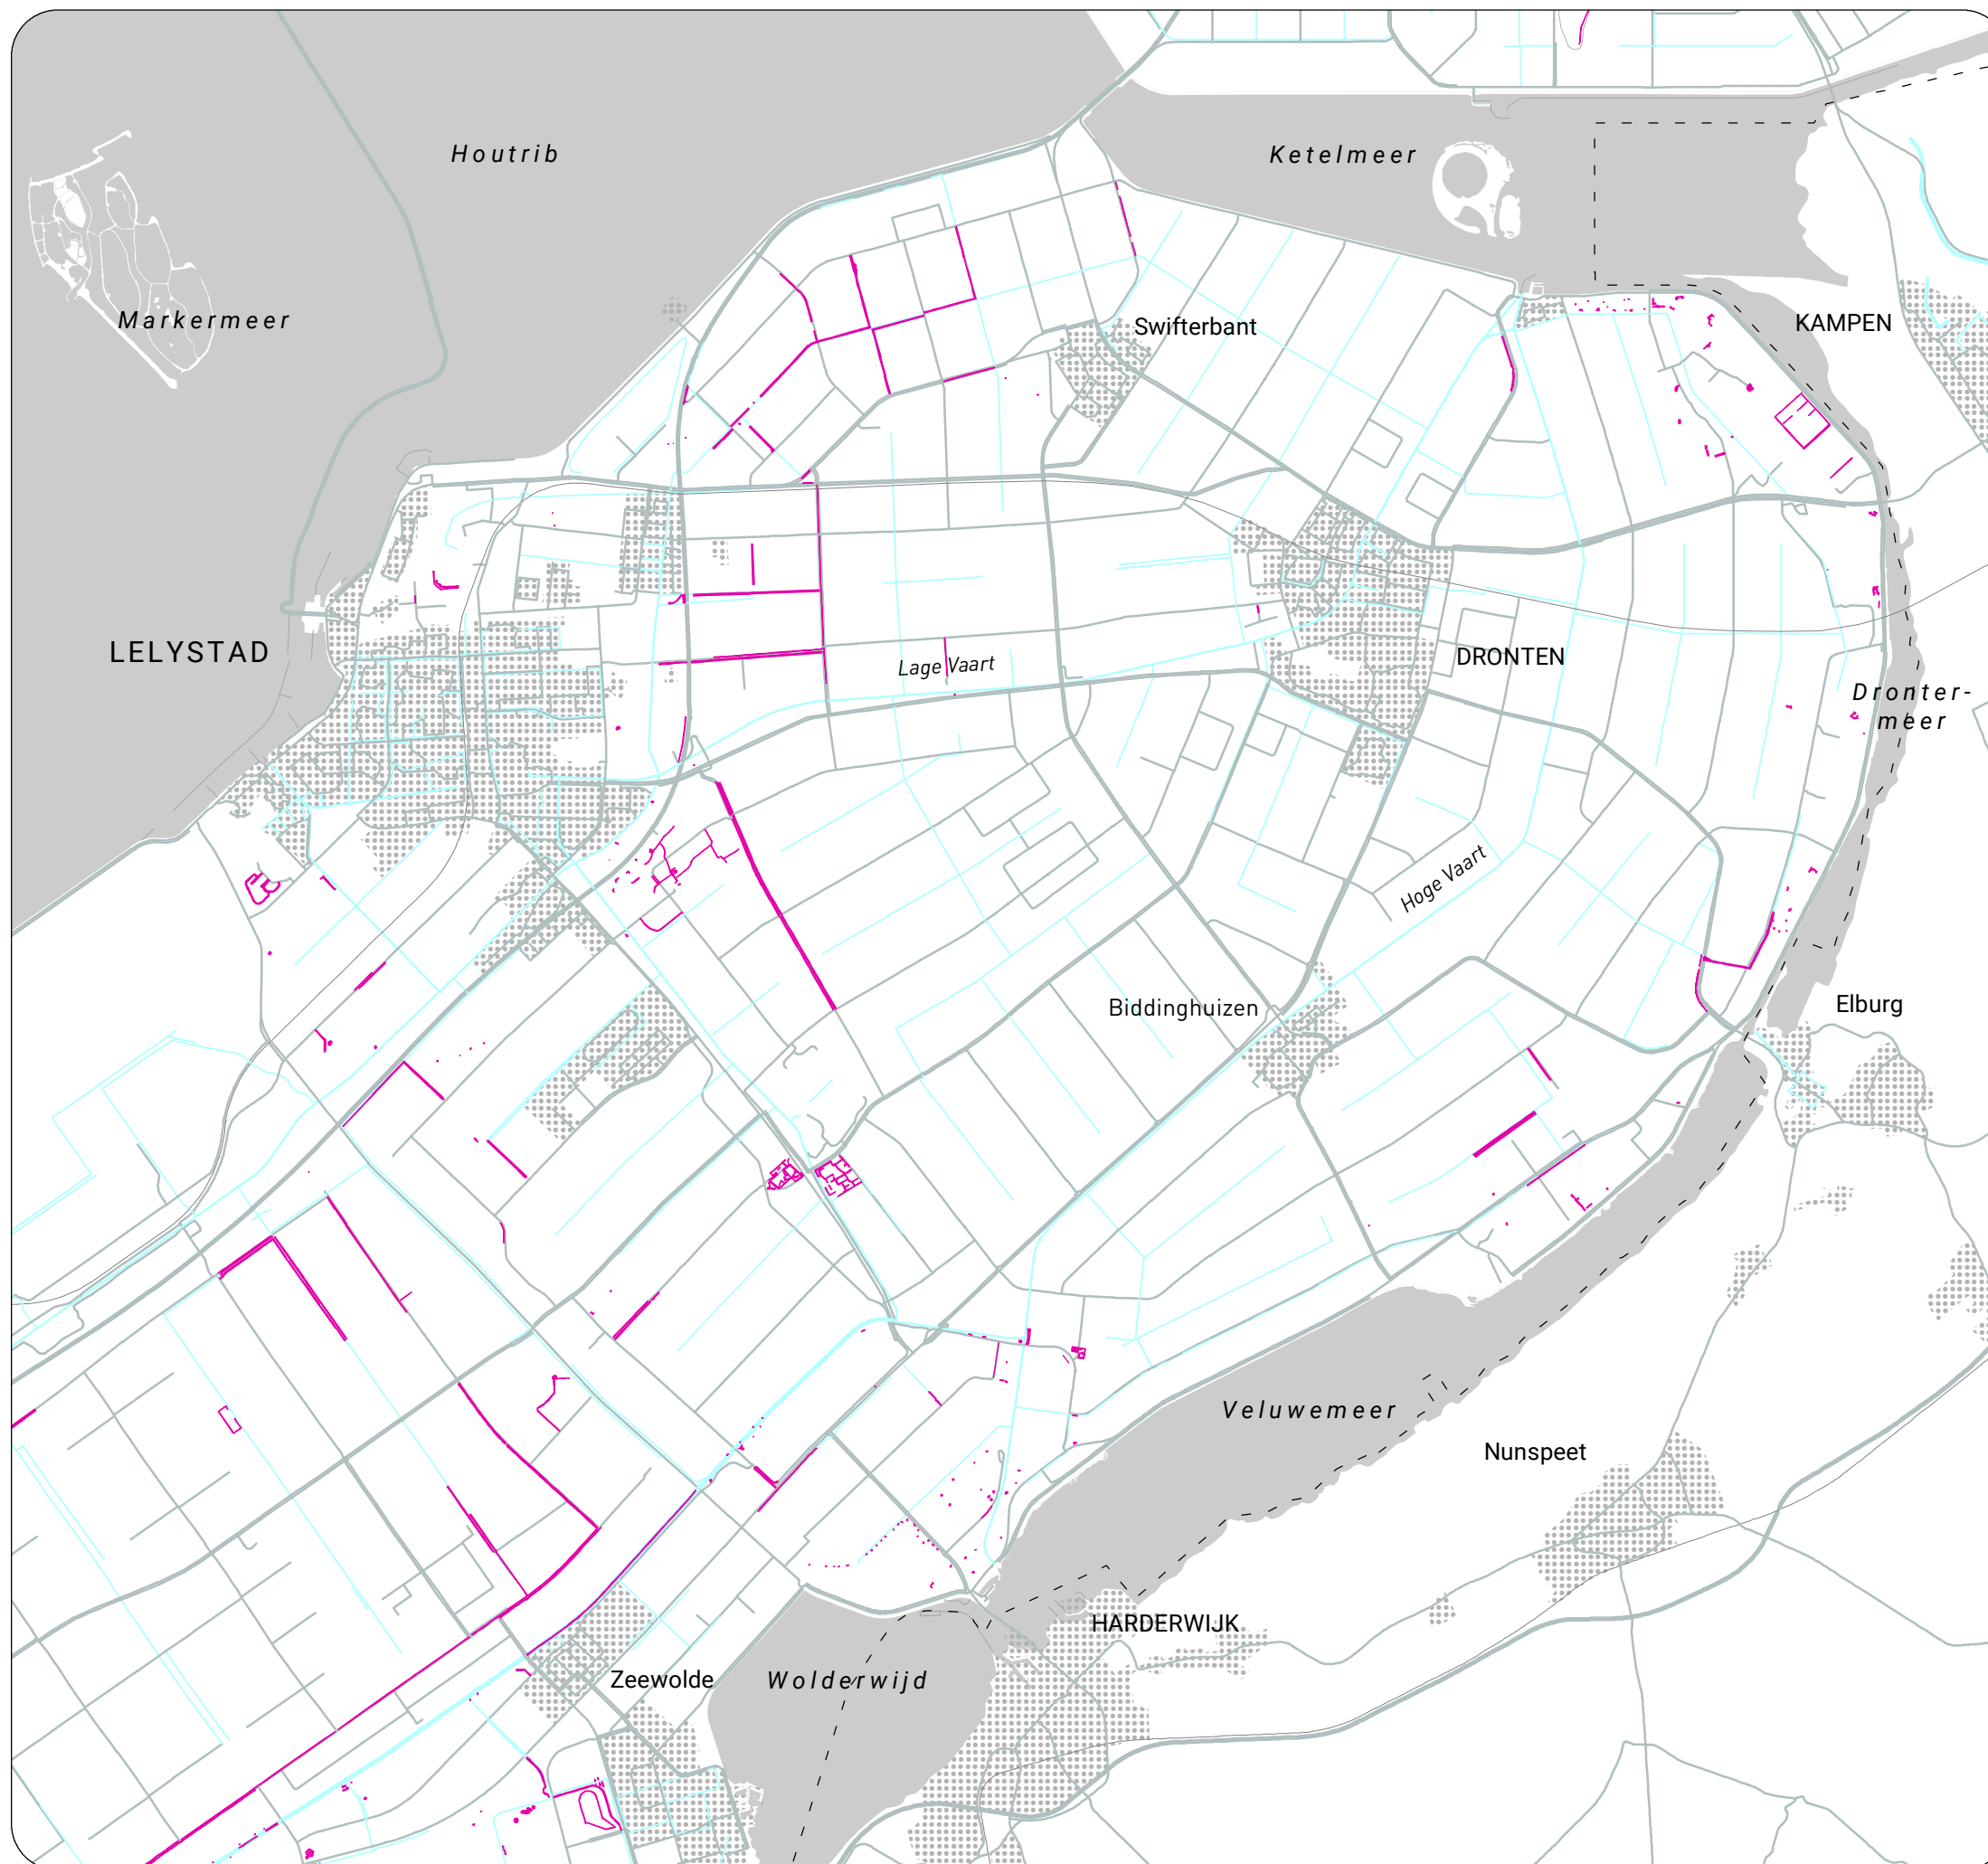 Houtrib
Ketelmeer
Markermeer
Swifterbant
KAMPEN
LELYSTAD
Lage Vaart
DRONTEN
Dronter-
meer
Hoge Vaart
Biddinghuizen
Elburg
Veluwemeer
Nunspeet
HARDERWIJK
Zeewolde
Wolderwijd